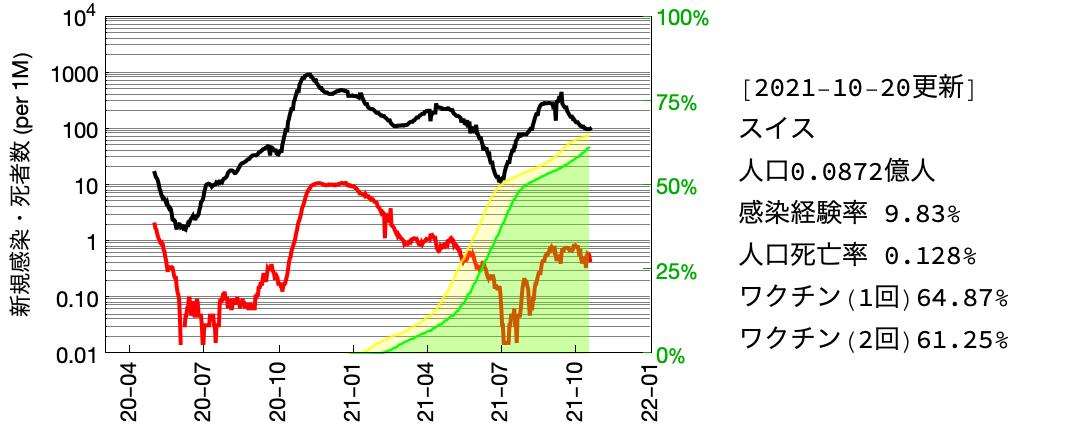 10^4
1000
100
10
1
0.10
0.01
新規感染・死者数 (per 1M)
100%
75%
50%
25%
0%
20-04
20-07
20-10
21-01
21-04
21-07
21-10
22-01
[2021-10-20更新]
スイス
人口0.0872億人
感染経験率 9.83%
人口死亡率 0.128%
ワクチン(1回)64.87%
ワクチン(2回)61.25%